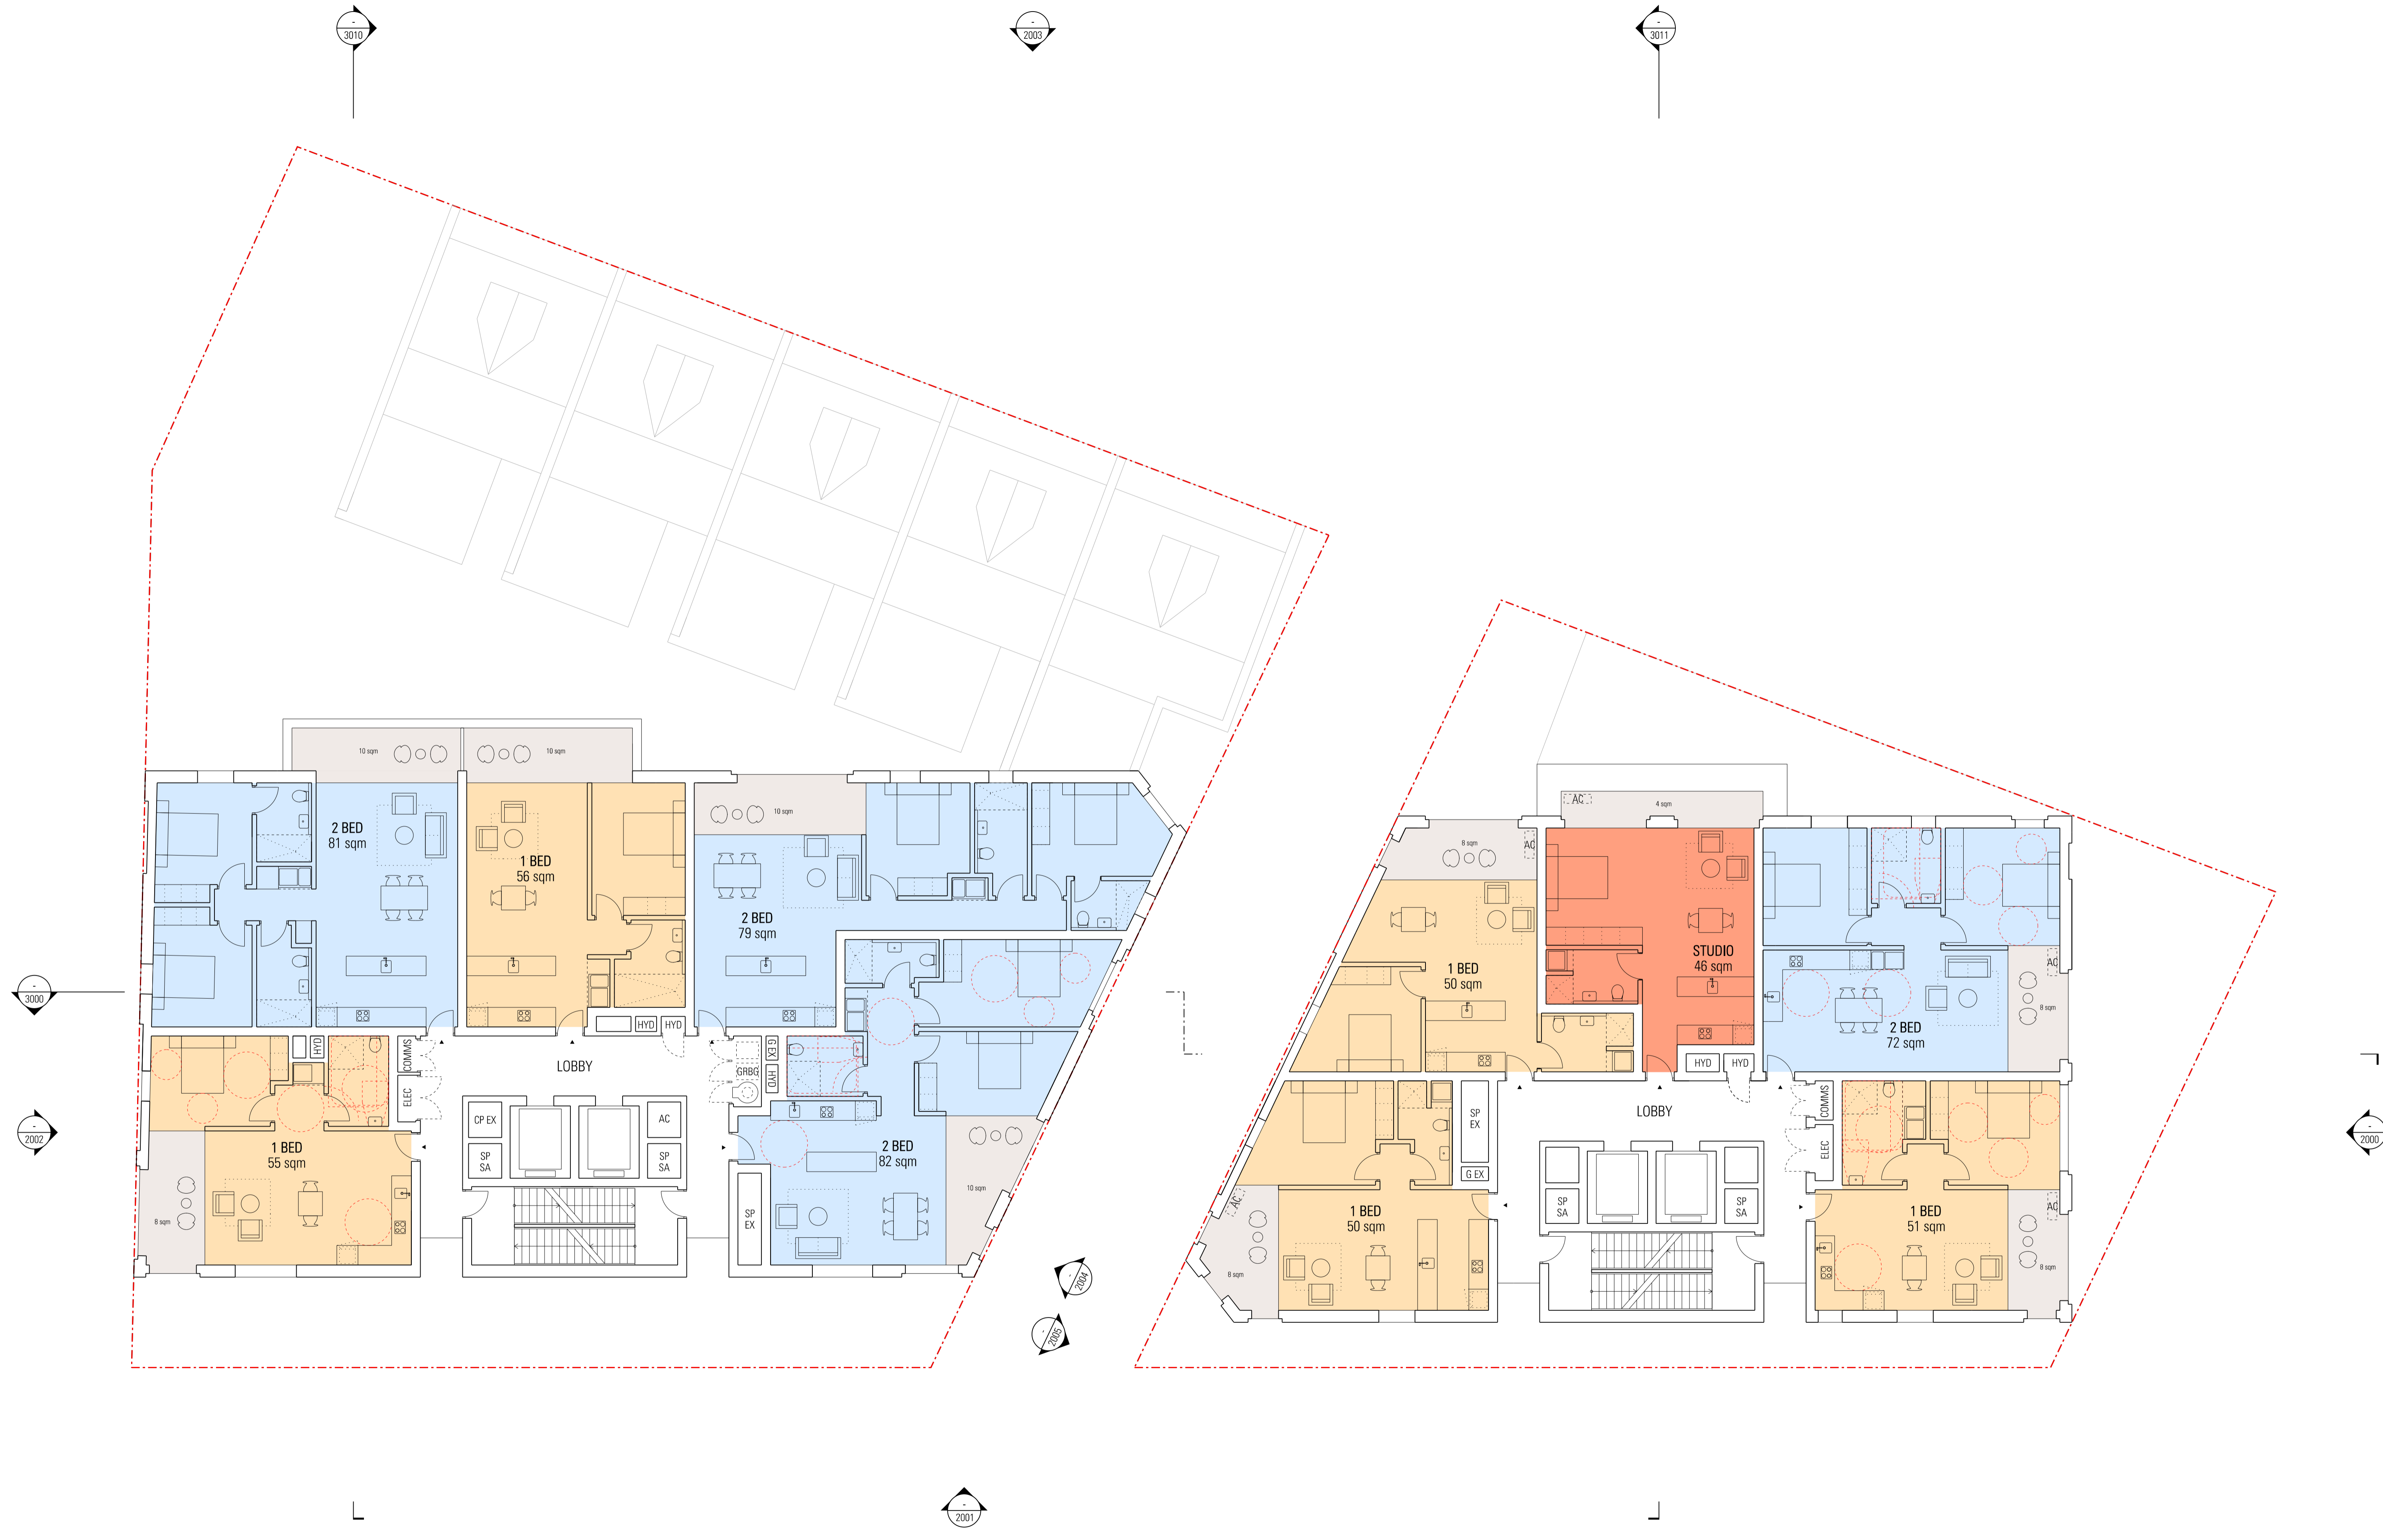 -
3010
-
2003
-
3011
10 sqm
10 sqm
2 BED
81 sqm
1 BED
56 sqm
10 sqm
2 BED
79 sqm
AC
4 sqm
8 sqm
AC
STUDIO
46 sqm
1 BED
50 sqm
AC
8 sqm
2 BED
72 sqm
-
3000
HYD
HYD
HYD
COMMS
ELEC
LOBBY
G EX
GRBG
HYD
HYD
HYD
LOBBY
COMMS
ELEC
-
2002
CP EX
AC
SP
SA
SP
SA
1 BED
55 sqm
8 sqm
2 BED
82 sqm
10 sqm
SP
EX
SP
EX
G EX
SP
SA
SP
SA
AC
1 BED
50 sqm
8 sqm
1 BED
51 sqm
AC
8 sqm
-
2000
-
2004
-
2005
-
2001